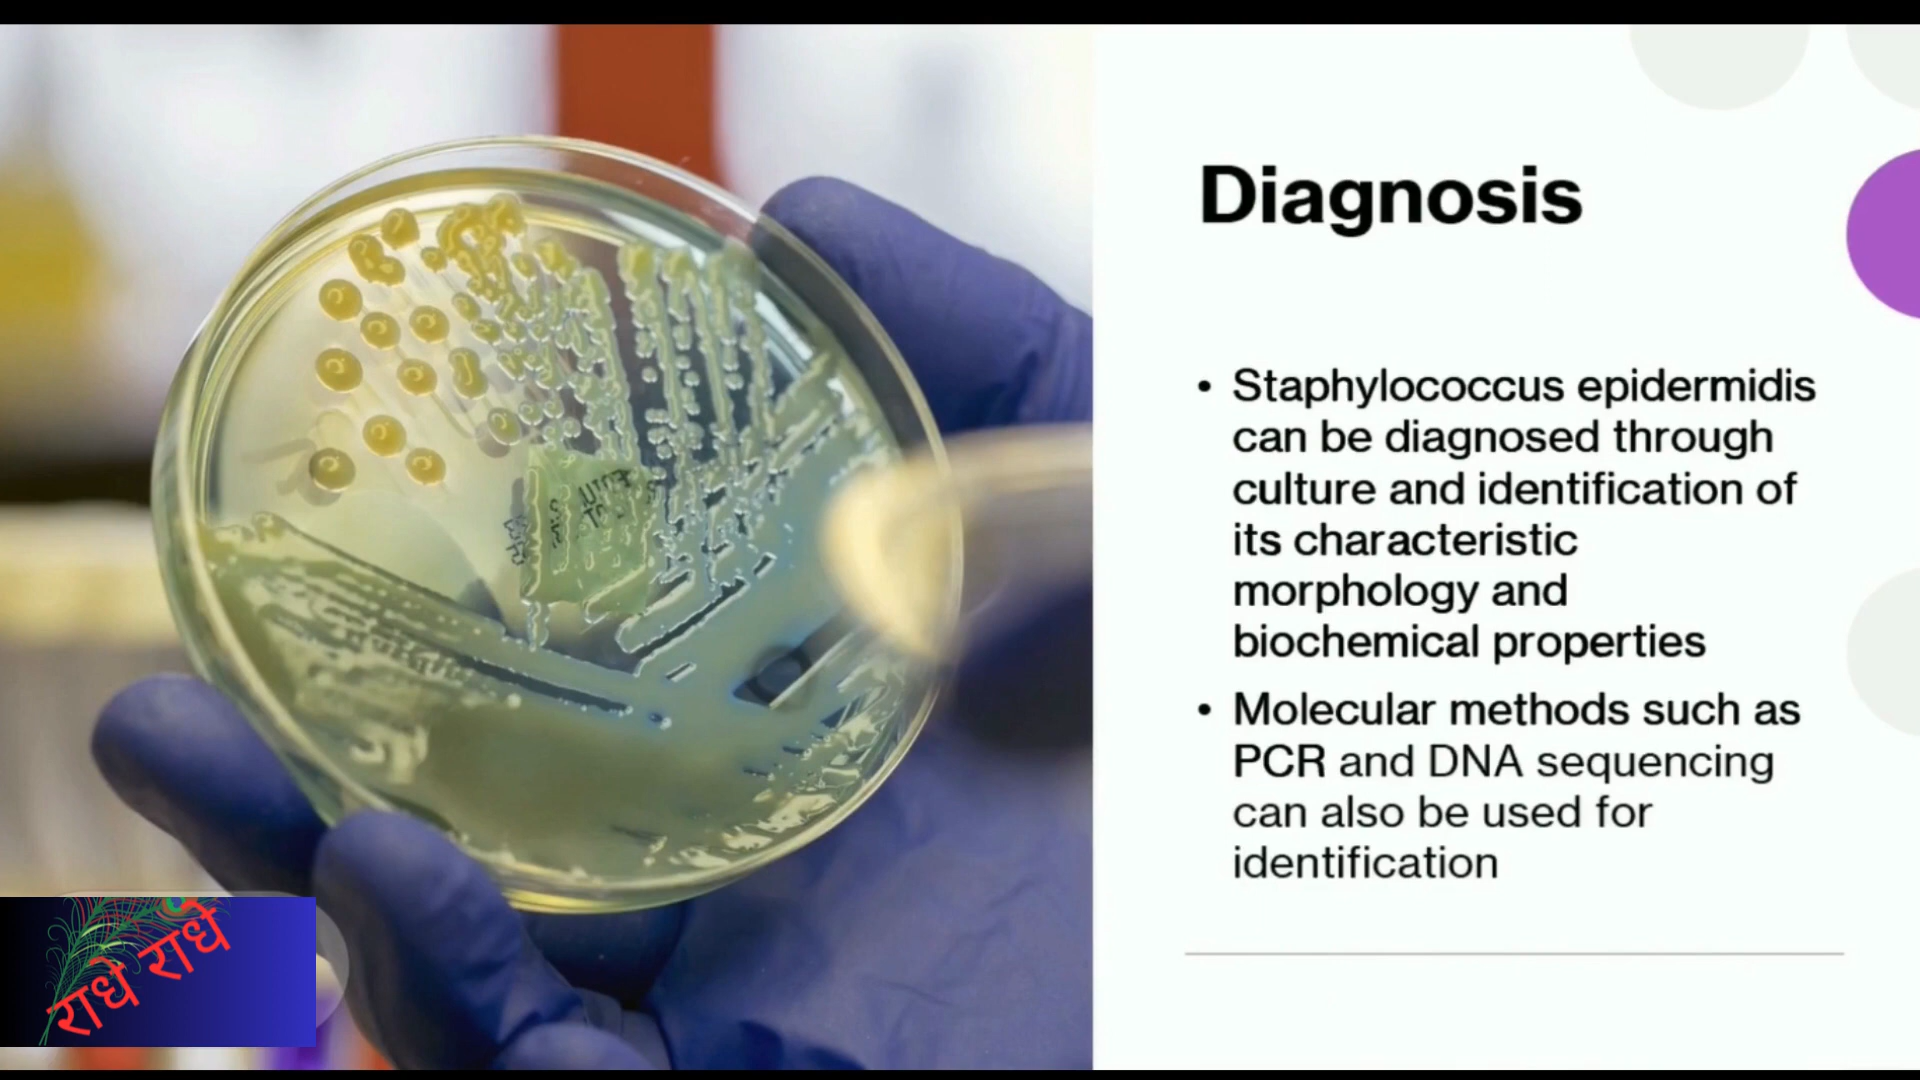 Diagnosis
• Staphylococcus epidermidis
can be diagnosed through
culture and identification of
its characteristic
morphology and
biochemical properties
• Molecular methods such as
PCR and DNA sequencing
can also be used for
identification
राधे राधे